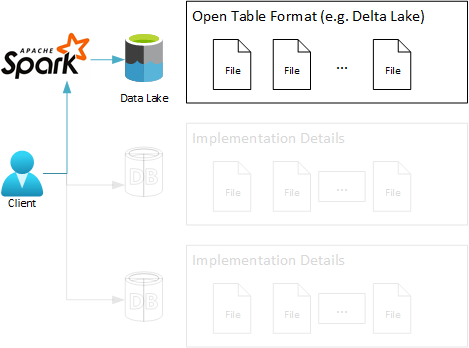 Open Table Format (e.g. Delta Lake)
APACHE
Spark
File
File
...
File
Data Lake
Implementation Details
DB
File
File
...
File
Client
Implementation Details
DB
File
File
...
File